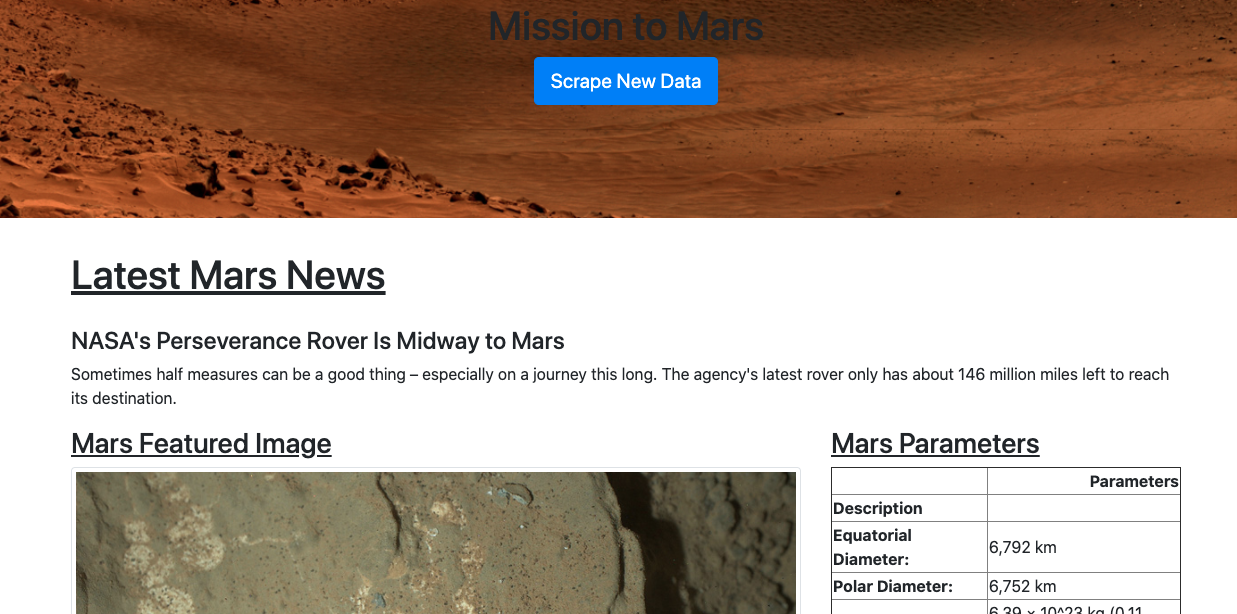 Mission to Mars
Scrape New Data
Latest Mars News
NASA's Perseverance Rover Is Midway to Mars
Sometimes half measures can be a good thing – especially on a journey this long. The agency's latest rover only has about 146 million miles left to reach
its destination.
Mars Featured Image
Mars Parameters
Parameters
Description
Equatorial
Diameter:
6,792 km
Polar Diameter:
6,752 km
6.39 × 10^23 kg (0.11